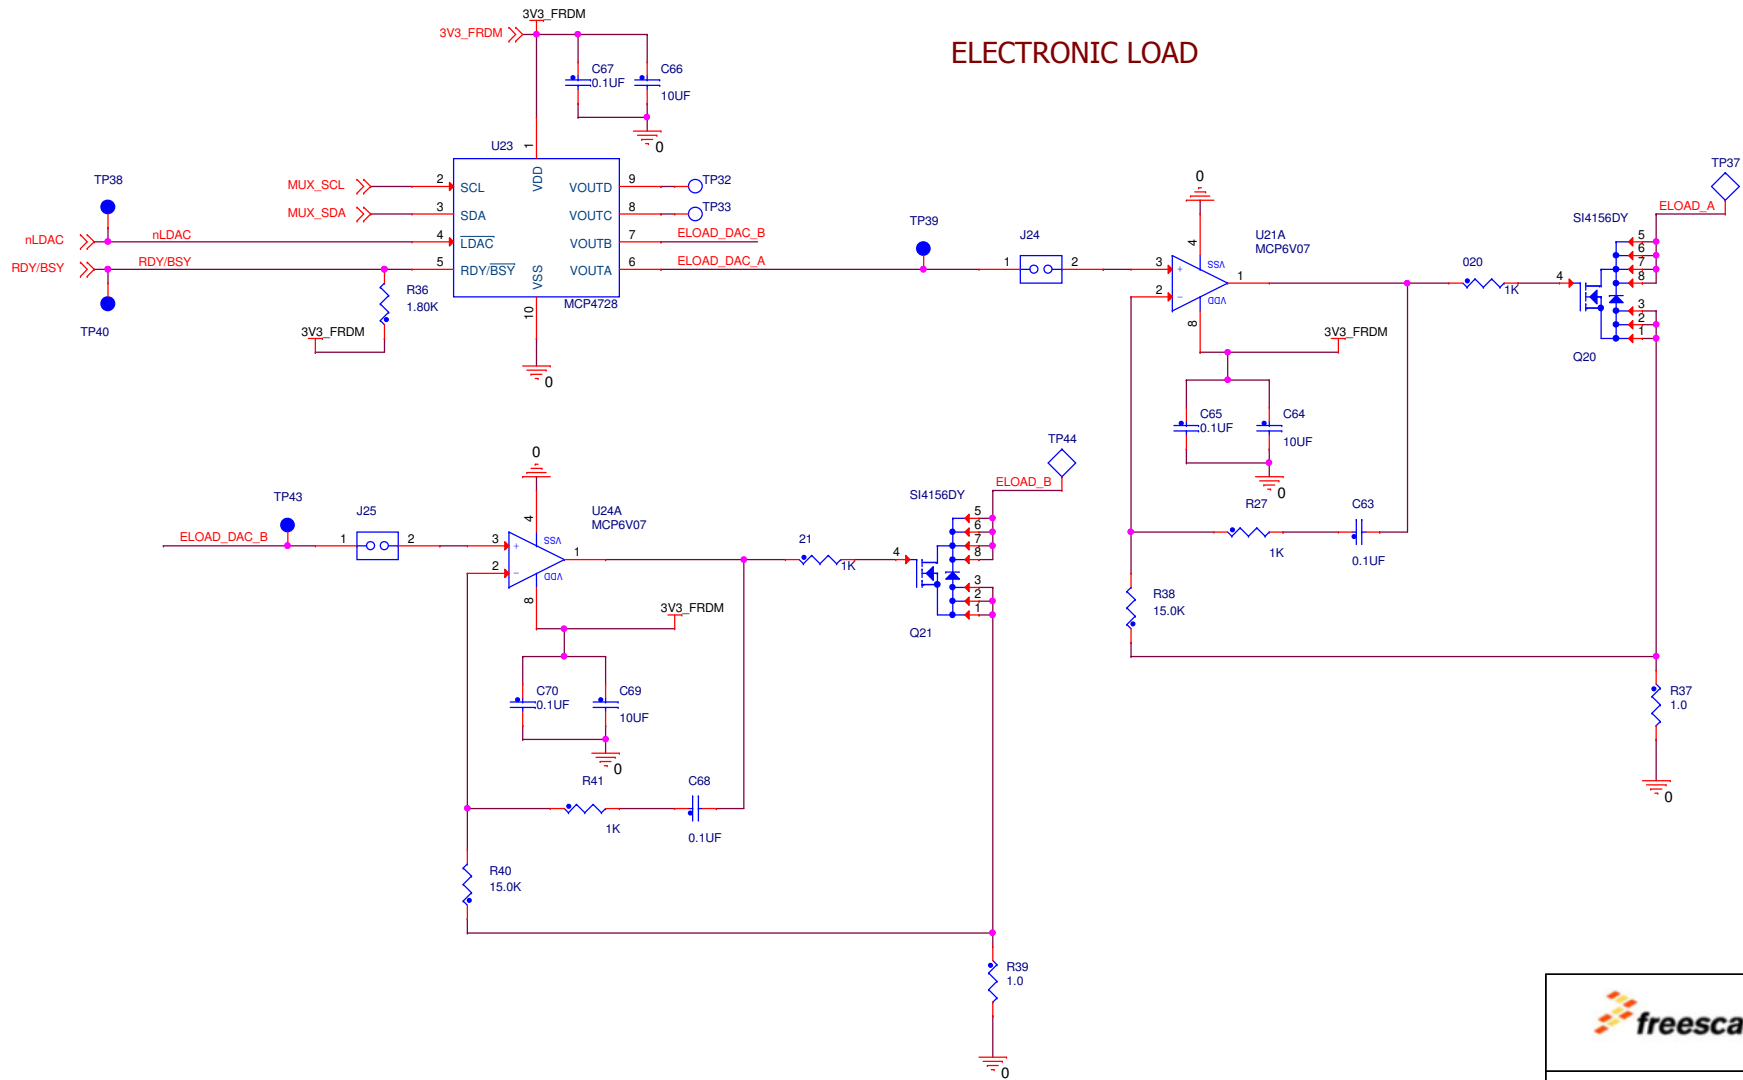 3V3_FRDM
3V3_FRDM
ELECTRONIC LOAD
C67
0.1UF
C66
10UF
0
U23
1
VDD
TP38
MUX_SCL
2
SCL
VOUTD
9
TP32
MUX_SDA
3
SDA
VOUTC
8
TP33
nLDAC
nLDAC
4
LDAC
VOUTB
7
ELOAD_DAC_B
RDY/BSY
RDY/BSY
5
RDY/BSY
VOUTA
6
ELOAD_DAC_A
VSS
10
MCP4728
R36
1.80K
TP40
3V3_FRDM
0
TP39
J24
1
2
0
4
U21A
MCP6V07
VSS
3
+
2
-
1
VDD
8
3V3_FRDM
C65
0.1UF
C64
10UF
0
R27
1K
C63
0.1UF
R38
15.0K
020
1K
4
SI4156DY
TP37
ELOAD_A
5
6
7
8
3
2
1
Q20
R37
1.0
0
TP43
ELOAD_DAC_B
J25
1
2
0
4
U24A
MCP6V07
VSS
3
+
2
-
1
VDD
8
3V3_FRDM
C70
0.1UF
C69
10UF
0
R41
1K
C68
0.1UF
R40
15.0K
21
1K
4
SI4156DY
TP44
ELOAD_B
5
6
7
8
3
2
1
Q21
R39
1.0
0
freesca